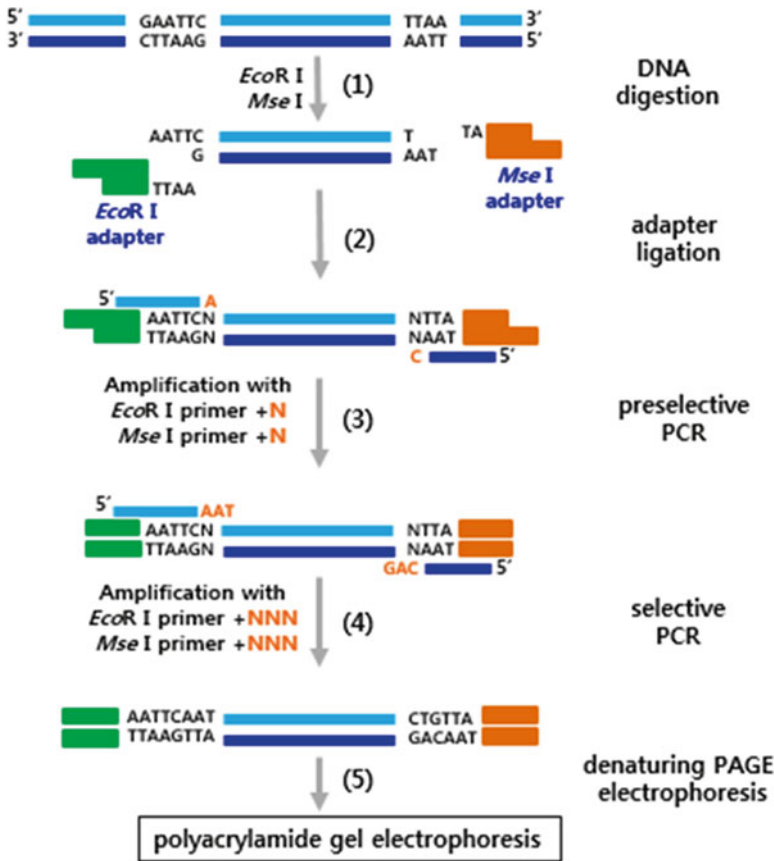 5′ GAATTC TTAA 3′
3′ CTTAAG AATT 5′
EcoR I
Mse I
(1)
DNA
digestion
AATTC T TA
G AAT
TTAA
EcoR I
adapter
Mse I
adapter
(2)
adapter
ligation
5′ A
AATTCN NTTA
TTAAGN NAAT
C 5′
Amplification with
EcoR I primer +N
Mse I primer +N
(3)
preselective
PCR
5′ AAT
AATTCN NTTA
TTAAGN NAAT
GAC 5′
Amplification with
EcoR I primer +NNN
Mse I primer +NNN
(4)
selective
PCR
AATTCAAT CTGTTA
TTAAGTTA GACAAT
(5)
denaturing PAGE
electrophoresis
polyacrylamide gel electrophoresis